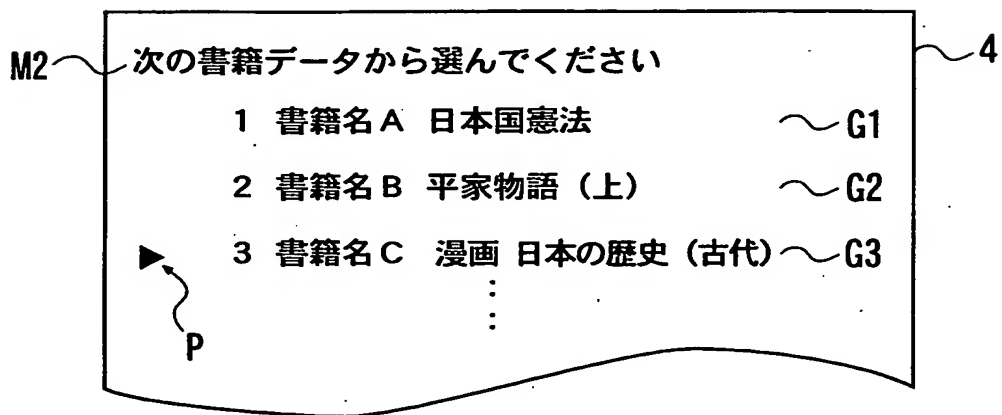 M2 次の書籍データから選んでください 4
1 書籍名A 日本国憲法 G1
2 書籍名B 平家物語（上） G2
▶ 3 書籍名C 漫画 日本の歴史（古代） G3
⋮
P